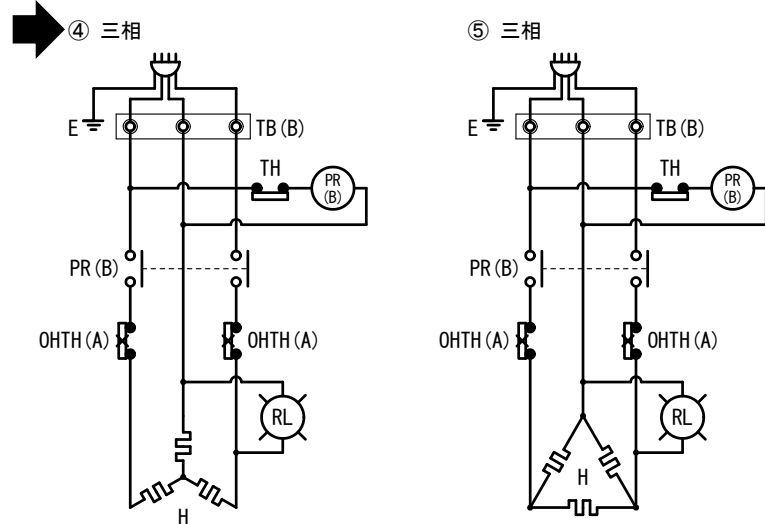 ④ 三相
⑤ 三相
E
TB(B)
E
TB(B)
TH
PR
(B)
TH
PR
(B)
PR(B)
PR(B)
OHTH(A)
OHTH(A)
OHTH(A)
OHTH(A)
RL
RL
H
H